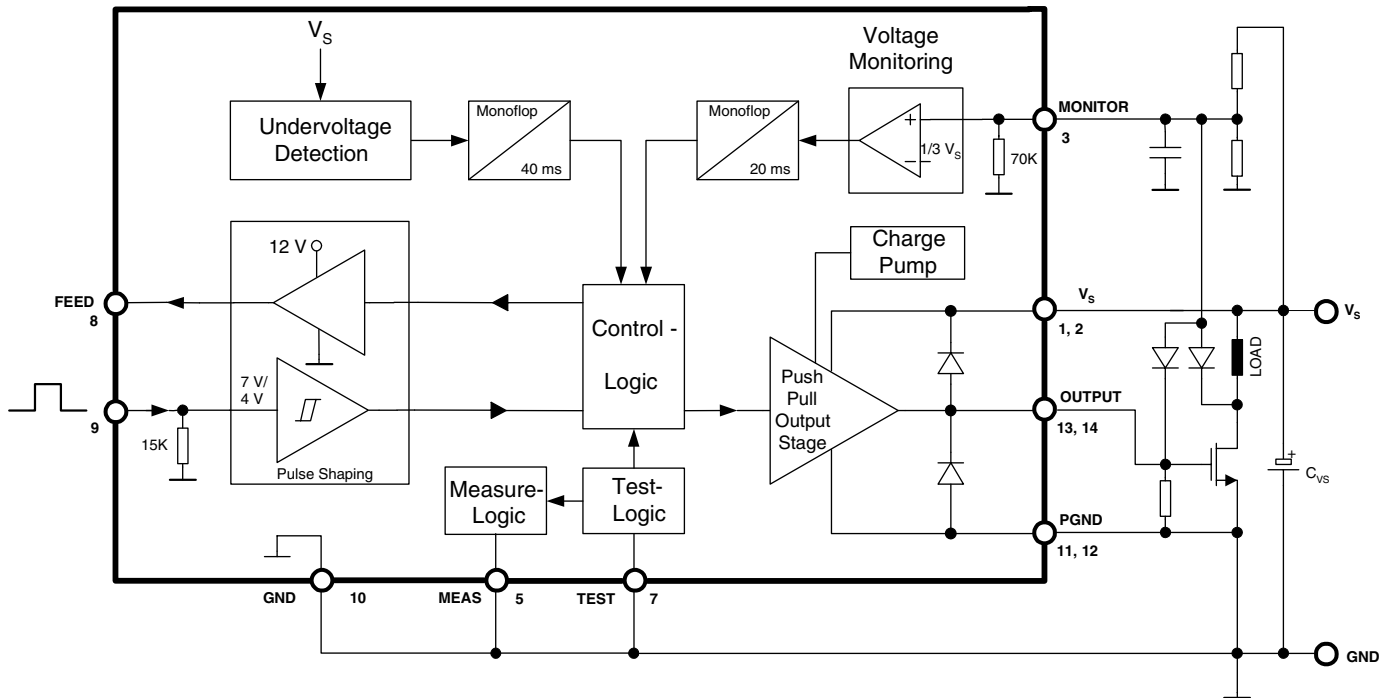 V_S
Voltage
Monitoring
Undervoltage
Detection
Monoflop
40 ms
Monoflop
20 ms
+
1/3 V_S
−
70K
MONITOR
3
12 V
FEED
8
7 V/
4 V
9
15K
Pulse Shaping
Control -
Logic
Charge
Pump
Push
Pull
Output
Stage
V_S
1, 2
V_S
LOAD
OUTPUT
13, 14
+
C_VS
Measure-
Logic
Test-
Logic
PGND
11, 12
GND
10
MEAS
5
TEST
7
GND